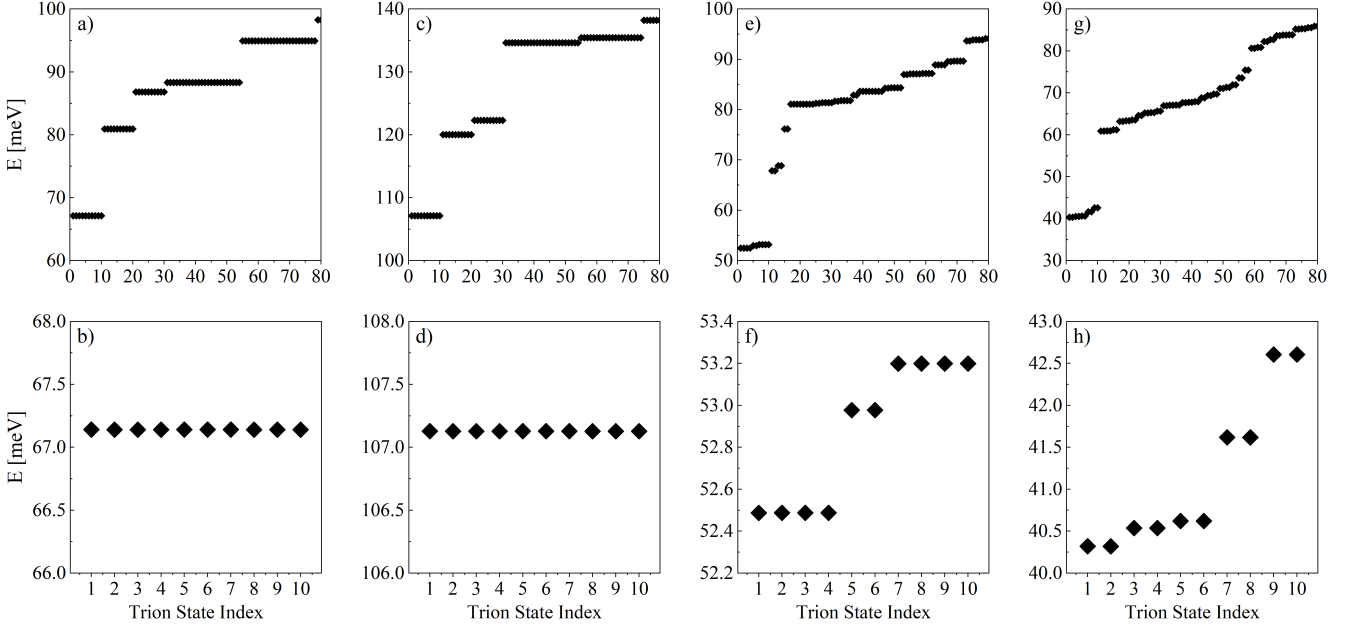 a)
E [meV]
100
90
80
70
60
0 10 20 30 40 50 60 70 80
c)
140
130
120
110
100
0 10 20 30 40 50 60 70 80
e)
100
90
80
70
60
50
0 10 20 30 40 50 60 70 80
g)
90
80
70
60
50
40
30
0 10 20 30 40 50 60 70 80
b)
E [meV]
68.0
67.5
67.0
66.5
66.0
1 2 3 4 5 6 7 8 9 10
Trion State Index
d)
108.0
107.5
107.0
106.5
106.0
1 2 3 4 5 6 7 8 9 10
Trion State Index
f)
53.4
53.2
53.0
52.8
52.6
52.4
52.2
1 2 3 4 5 6 7 8 9 10
Trion State Index
h)
43.0
42.5
42.0
41.5
41.0
40.5
40.0
1 2 3 4 5 6 7 8 9 10
Trion State Index